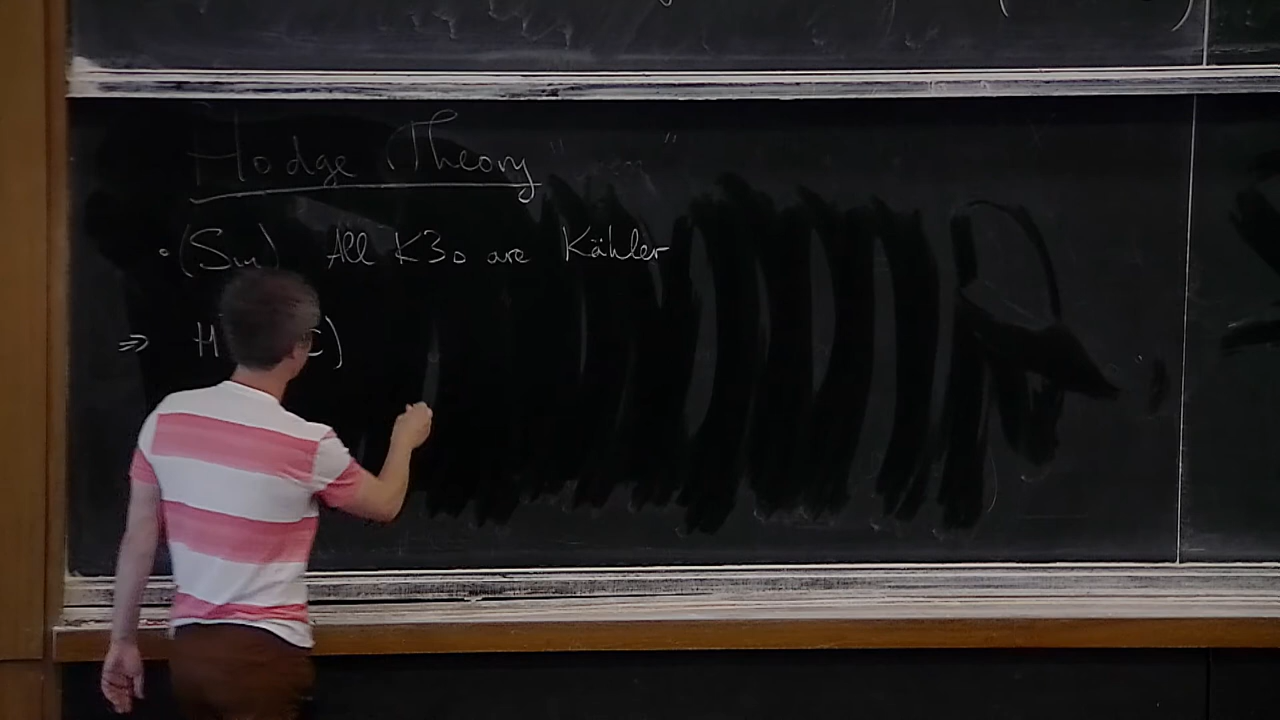 Hodge Theory
• (Siu) All K3s are Kähler
⇒ H